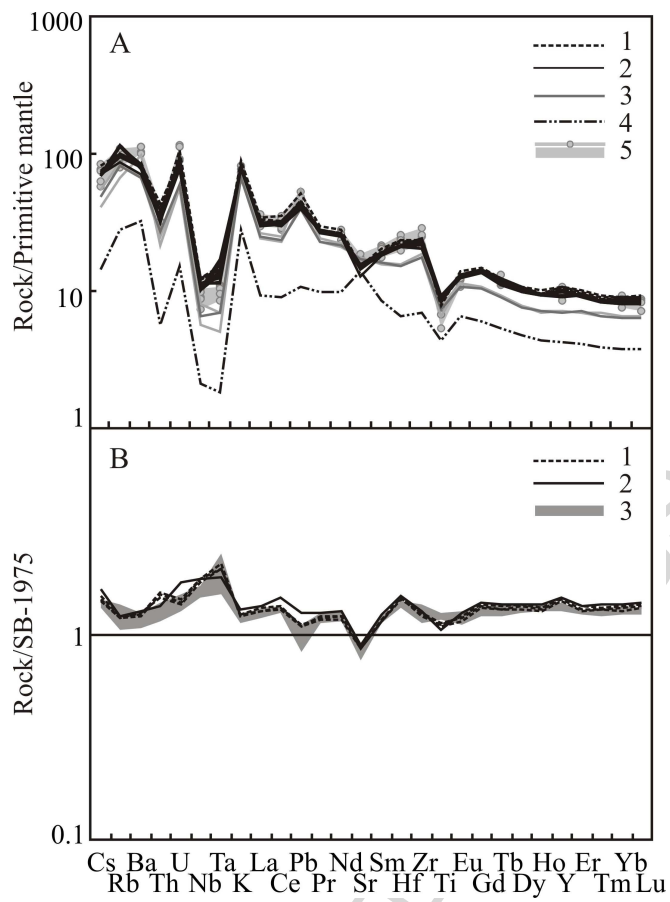 1000
A
1
2
3
4
5
100
10
1
Rock/Primitive mantle
B
1
2
3
1
0.1
Rock/SB-1975
Cs Ba U Ta La Pb Nd Sm Zr Eu Tb Ho Er Yb
Rb Th Nb K Ce Pr Sr Hf Ti Gd Dy Y Tm Lu